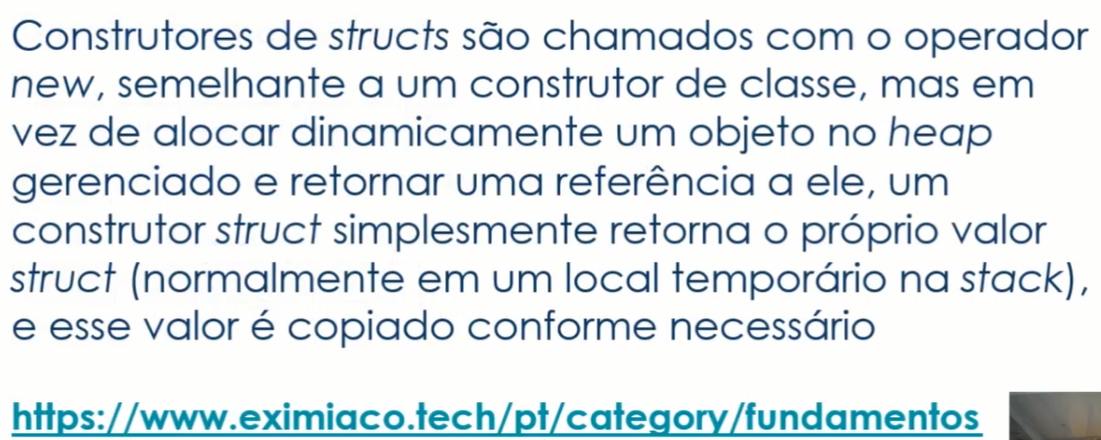 Construtores de structs são chamados com o operador
new, semelhante a um construtor de classe, mas em
vez de alocar dinamicamente um objeto no heap
gerenciado e retornar uma referência a ele, um
construtor struct simplesmente retorna o próprio valor
struct (normalmente em um local temporário na stack),
e esse valor é copiado conforme necessário
https://www.eximiaco.tech/pt/category/fundamentos